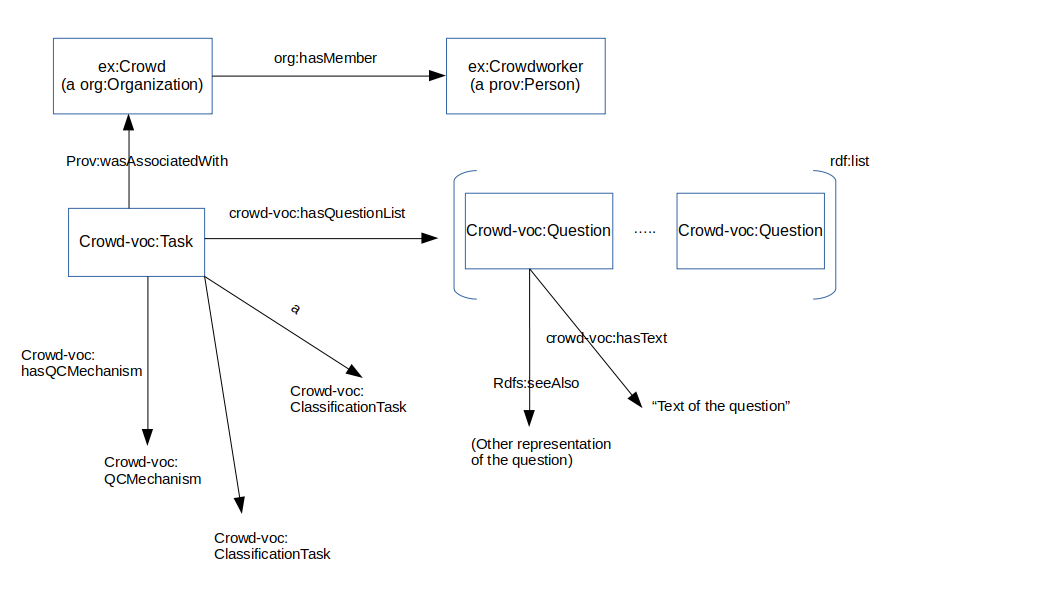 ex:Crowd
(a org:Organization)
org:hasMember
ex:Crowdworker
(a prov:Person)
Prov:wasAssociatedWith
rdf:list
Crowd-voc:Task
crowd-voc:hasQuestionList
Crowd-voc:Question
.....
Crowd-voc:Question
a
Crowd-voc:
hasQCMechanism
crowd-voc:hasText
Rdfs:seeAlso
Crowd-voc:
ClassificationTask
“Text of the question”
(Other representation
of the question)
Crowd-voc:
QCMechanism
Crowd-voc:
ClassificationTask